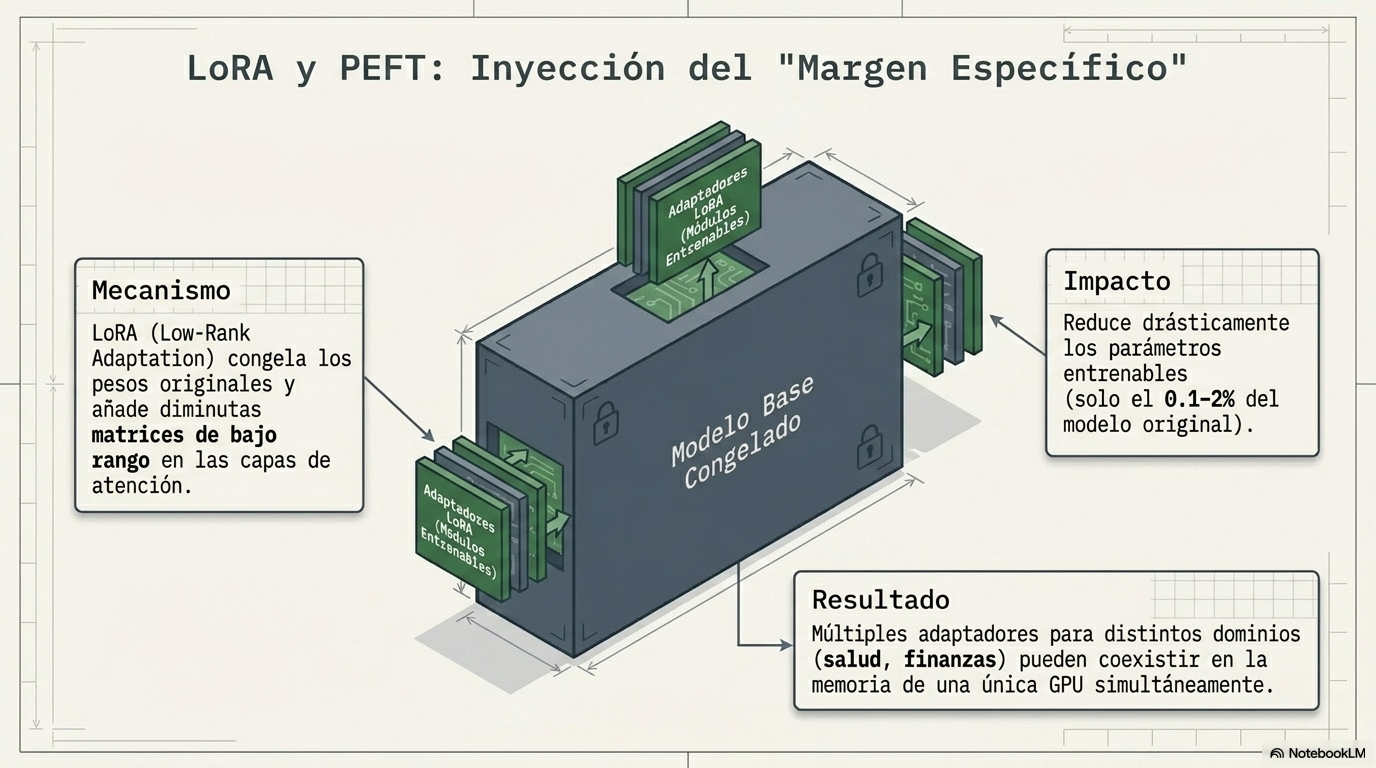 LoRA y PEFT: Inyección del "Margen Específico"
Adaptadores
LoRA
(Módulos
Entrenables)
Mecanismo
LoRA (Low-Rank
Adaptation) congela los
pesos originales y
añade diminutas
matrices de bajo
rango en las capas de
atención.
Impacto
Reduce drásticamente
los parámetros
entrenables
(solo el 0.1–2% del
modelo original).
Modelo Base
Congelado
Adaptadores
LoRA
(Módulos
Entrenables)
Resultado
Múltiples adaptadores para distintos dominios
(salud, finanzas) pueden coexistir en la
memoria de una única GPU simultáneamente.
NotebookLM